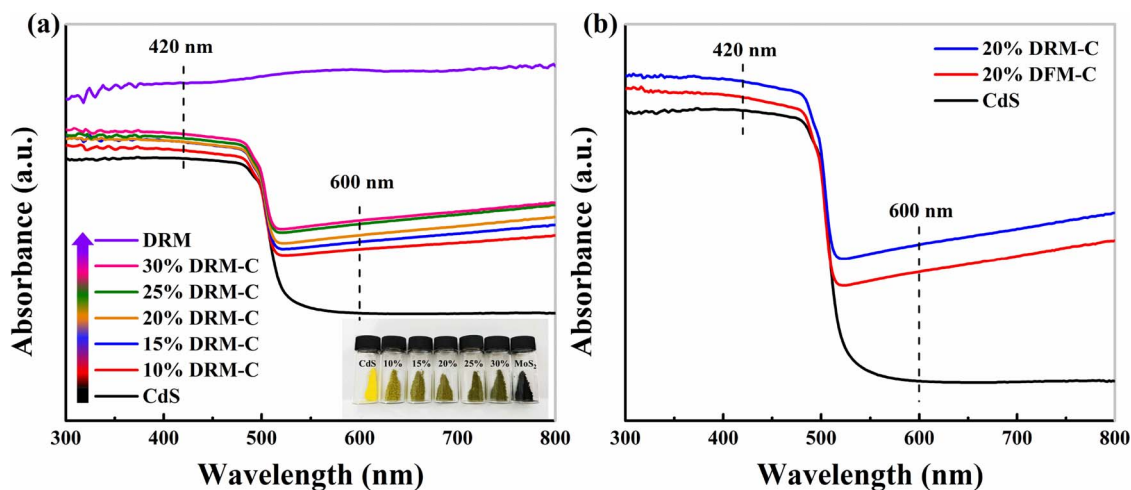 (a)
420 nm
600 nm
DRM
30% DRM-C
25% DRM-C
20% DRM-C
15% DRM-C
10% DRM-C
CdS
CdS 10% 15% 20% 25% 30% MoS₂
300 400 500 600 700 800
Wavelength (nm)
Absorbance (a.u.)
(b)
420 nm
20% DRM-C
20% DFM-C
CdS
600 nm
300 400 500 600 700 800
Wavelength (nm)
Absorbance (a.u.)